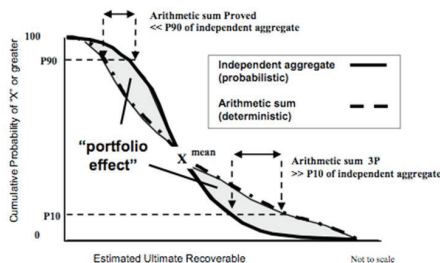 Arithmetic sum Proved
<< P90 of independent aggregate
100
P90
Independent aggregate
(probabilistic)
Arithmetic sum
(deterministic)
"portfolio
effect"
X mean
Arithmetic sum 3P
>> P10 of independent aggregate
P10
0
Cumulative Probability of "X" or greater
Estimated Ultimate Recoverable
Not to scale